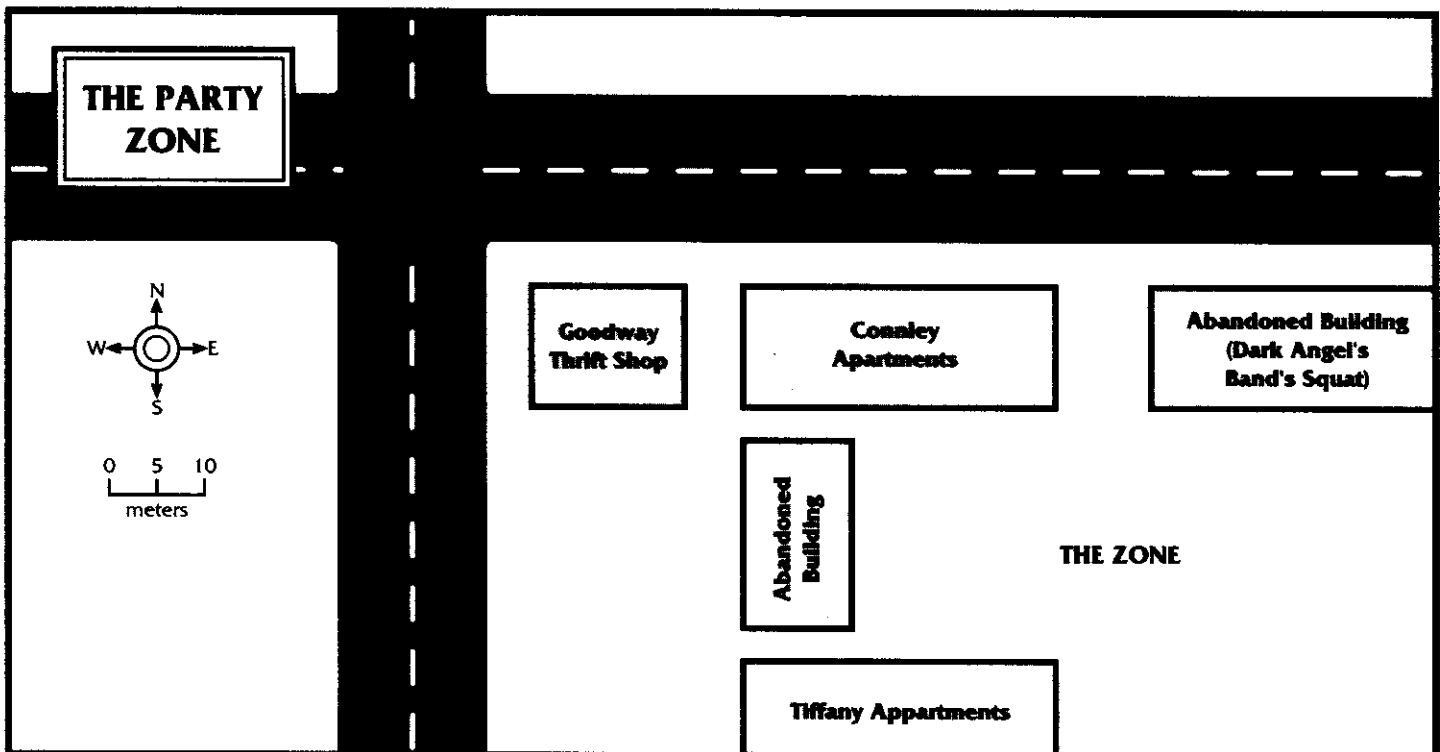 THE PARTY
ZONE
N
W E
S
0 5 10
meters
Goodway
Thrift Shop
Connley
Apartments
Abandoned Building
(Dark Angel's
Band's Squat)
Abandoned
Building
THE ZONE
Tiffany Appartments